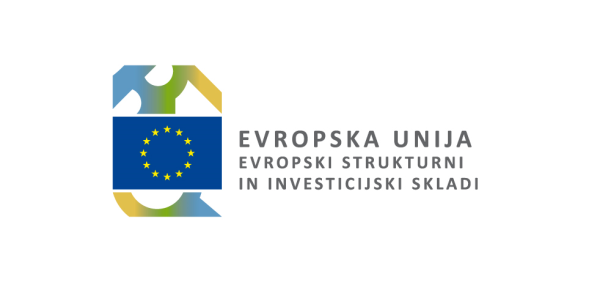 EVROPSKA UNIJA
EVROPSKI STRUKTURNI
IN INVESTICIJSKI SKLADI